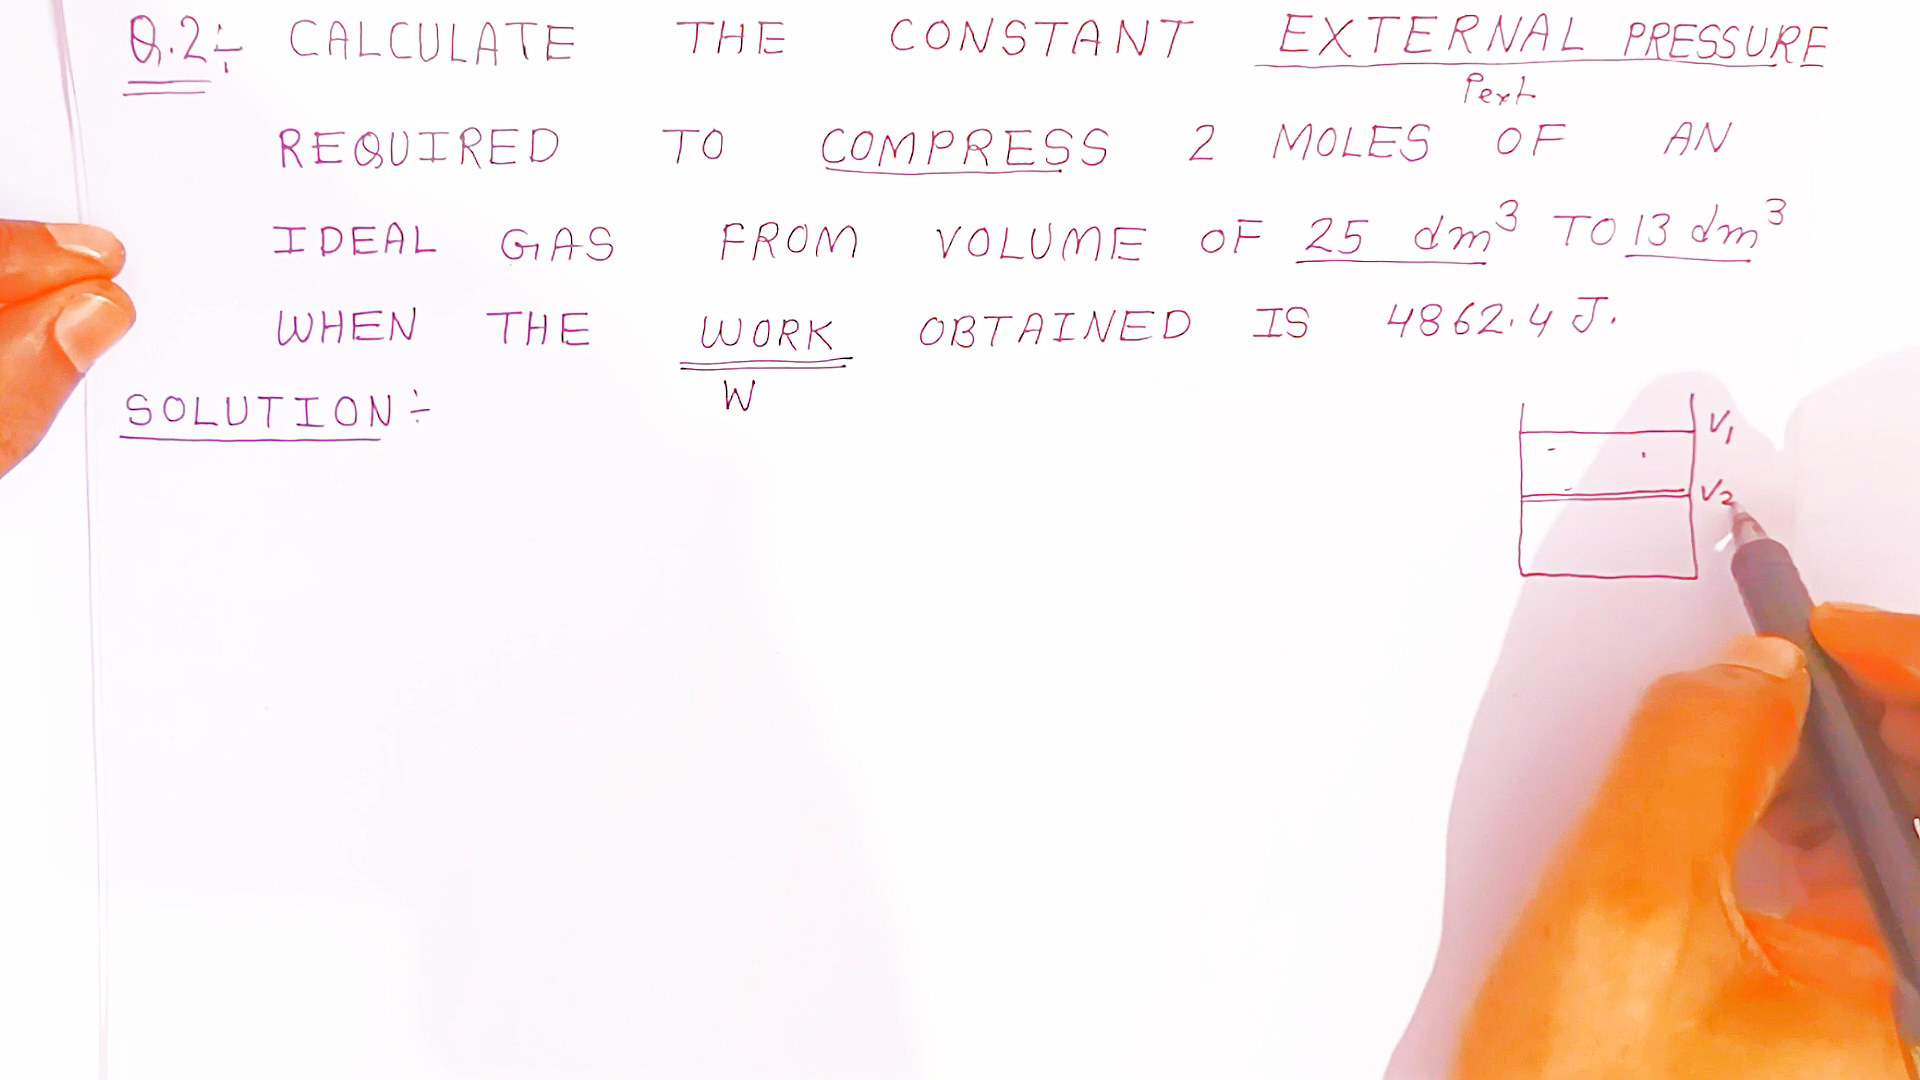 Q.2÷ CALCULATE THE CONSTANT EXTERNAL PRESSURE
Pext
REQUIRED TO COMPRESS 2 MOLES OF AN
IDEAL GAS FROM VOLUME OF 25 dm³ TO 13 dm³
WHEN THE WORK OBTAINED IS 4862.4 J.
W
SOLUTION÷
V₁
V₂